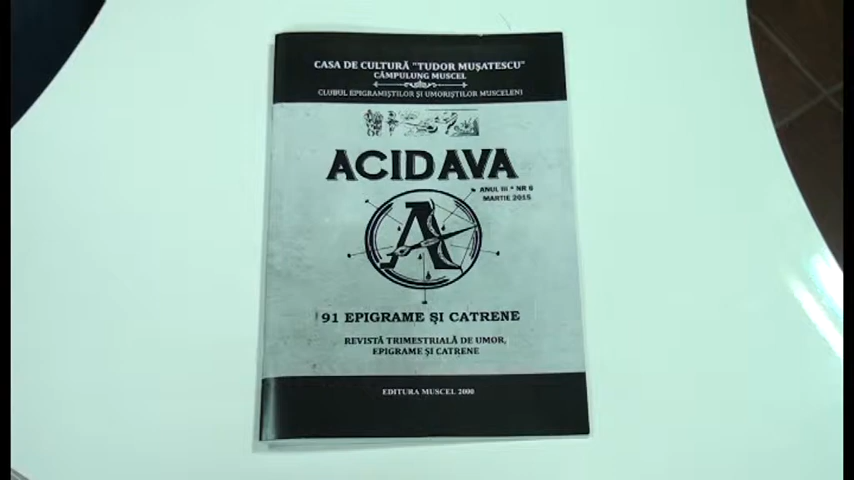 CASA DE CULTURĂ "TUDOR MUŞATESCU"
CÂMPULUNG MUSCEL
CLUBUL EPIGRAMIŞTILOR ŞI UMORIŞTILOR MUSCELENI
ACIDAVA
ANUL III * NR 6
MARTIE 2015
A
91 EPIGRAME ŞI CATRENE
REVISTĂ TRIMESTRIALĂ DE UMOR,
EPIGRAME ŞI CATRENE
EDITURA MUSCEL 2000